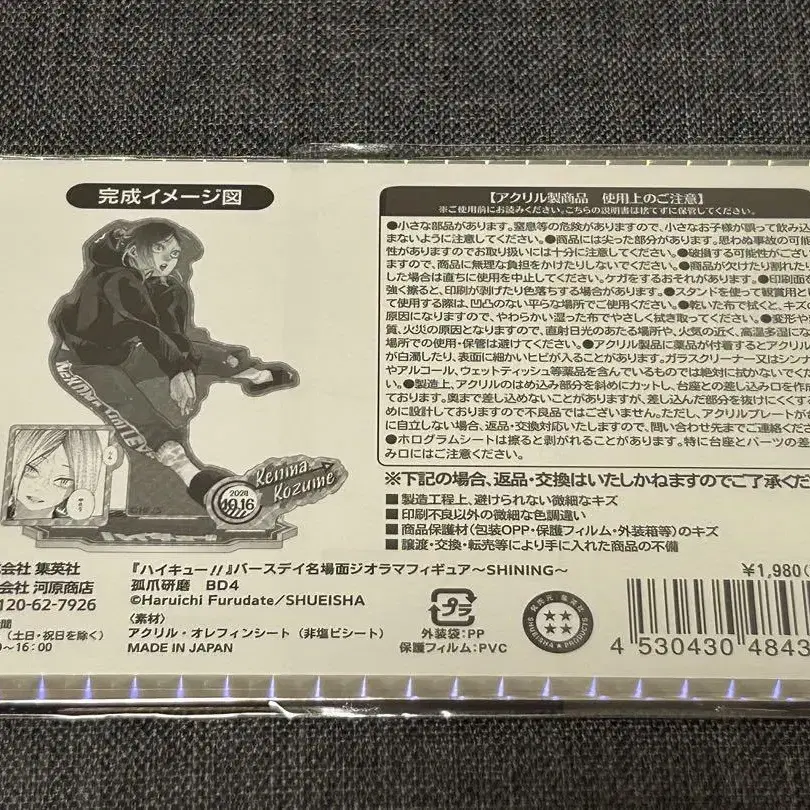 完成イメージ図
NEKOMA
Kenma
Kozume
2024
10.16
【アクリル製商品 使用上のご注意】
※ご使用前にお読みください。こちらの説明書は捨てずに保管してください。
●小さな部品があります。窒息等の危険がありますので、小さなお子様が誤って飲み込
まないように注意してください。●商品には尖った部分があります。思わぬ事故の可能
性がありますのでお取り扱いには十分に注意してください。●破損する可能性がござい
ますので、商品に無理な負担をかけたりしないでください。●商品が欠けたり割れたり
した場合は直ちに使用を中止してください。ケガをするおそれがあります。●印刷面を
強く擦ると、印刷が剥げたり色落ちする場合があります。●スタンドを使って観賞用と
て使用する際は、凹凸のない平らな場所でご使用ください。●乾いた布で拭くと、キズの
原因になりますので、やわらかい湿った布でやさしく拭き取ってください。●変形や
質、火災の原因となりますので、直射日光のあたる場所や、火気の近く、高温多湿にな
場所での使用・保管は避けてください。●アクリル製品に薬品が付着するとアクリル
が白濁したり、表面に細かいヒビが入ることがあります。ガラスクリーナー又はシンナ
やアルコール、ウェットティッシュ等薬品を含んでいるものでは絶対に拭かないでくだ
い。●製造上、アクリルのはめ込み部分を斜めにカットし、台座との差し込み口を作
ております。奥まで差し込めないことがありますが、差し込んだ部分を抜けにくくする
めに設計しておりますので不良品ではございません。ただし、アクリルプレートが
自立しない場合、返品・交換対応いたしますので、問い合わせ先までご連絡くださ
●ホログラムシートは擦ると剥がれることがあります。特に台座とパーツの差
み口にはご注意ください。
※下記の場合、返品・交換はいたしかねますのでご了承くだ
■製造工程上、避けられない微細なキズ
■印刷不良以外の微細な色調違い
■商品保護材(包装OPP・保護フィルム・外装箱等)のキズ
■譲渡・交換・転売等により手に入れた商品の不備
式会社 集英社
会社 河原商店
120-62-7926
間
(土日・祝日を除く)
0～16:00
『ハイキュー!!』バースデイ名場面ジオラマフィギュア～SHINING～
孤爪研磨 BD4
©Haruichi Furudate/SHUEISHA
〈素材〉
アクリル・オレフィンシート(非塩ビシート)
MADE IN JAPAN
プラ
外装袋:PP
保護フィルム:PVC
発売元・集英社
SHUEISHA PRODUCTS
¥1,980(
4 530430 4843